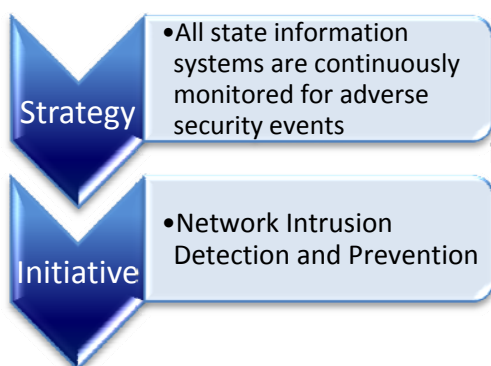 Strategy
•All state information
systems are continuously
monitored for adverse
security events
Initiative
•Network Intrusion
Detection and Prevention